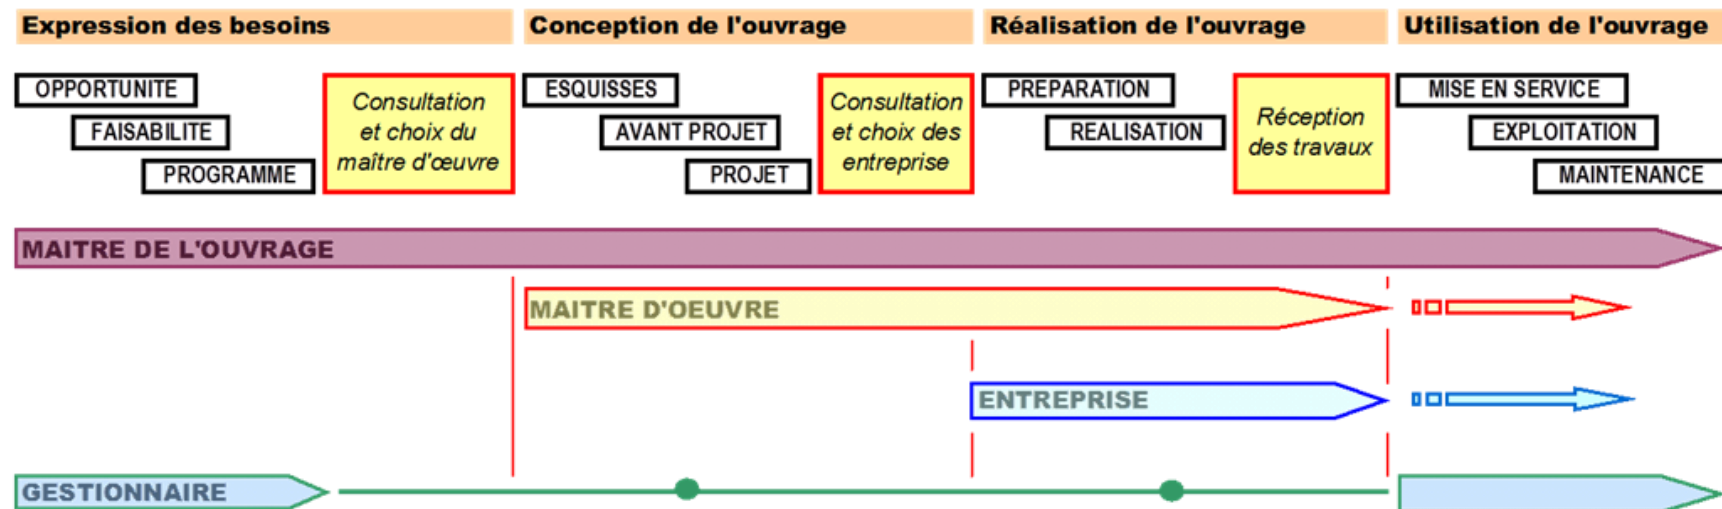 Expression des besoins
Conception de l'ouvrage
Réalisation de l'ouvrage
Utilisation de l'ouvrage
OPPORTUNITE
FAISABILITE
PROGRAMME
Consultation
et choix du
maître d'œuvre
ESQUISSES
AVANT PROJET
PROJET
Consultation
et choix des
entreprise
PREPARATION
REALISATION
Réception
des travaux
MISE EN SERVICE
EXPLOITATION
MAINTENANCE
MAITRE DE L'OUVRAGE
MAITRE D'OEUVRE
ENTREPRISE
GESTIONNAIRE